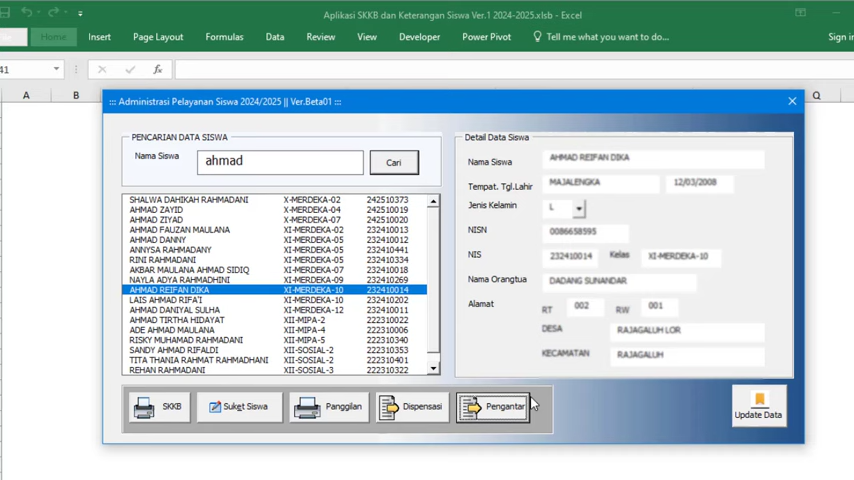 Aplikasi SKKB dan Keterangan Siswa Ver.1 2024-2025.xlsb - Excel
Home Insert Page Layout Formulas Data Review View Developer Power Pivot Tell me what you want to do... Sign in
41 fx
A B Q
::: Administrasi Pelayanan Siswa 2024/2025 || Ver.Beta01 :::
PENCARIAN DATA SISWA
Nama Siswa ahmad Cari
SHALWA DAHIKAH RAHMADANI X-MERDEKA-02 242510373
AHMAD ZAYID X-MERDEKA-04 242510019
AHMAD ZIYAD X-MERDEKA-07 242510020
AHMAD FAUZAN MAULANA XI-MERDEKA-02 232410013
AHMAD DANNY XI-MERDEKA-05 232410012
ANNYSA RAHMADANY XI-MERDEKA-05 232410441
RINI RAMADANI XI-MERDEKA-05 232410334
AKBAR MAULANA AHMAD SIDIQ XI-MERDEKA-07 232410018
NAYLA ADYA RACHMADHINI XI-MERDEKA-09 232410269
AHMAD REIFAN DIKA XI-MERDEKA-10 232410014
LAIS AHMAD RIFA'I XI-MERDEKA-10 232410202
AHMAD DANIYAL SULHA XI-MERDEKA-12 232410011
AHMAD TIRTHA HIDAYAT XII-MIPA-2 222310022
ADE AHMAD MAULANA XII-MIPA-4 222310006
RISKY MUHAMAD RAMADHANI XII-MIPA-5 222310340
SANDY AHMAD RIFALDI XII-SOSIAL-2 222310353
TITA THANIA RAHMAT RAHMADHANI XII-SOSIAL-2 222310401
REHAN RAHMADANI XII-SOSIAL-3 222310322
Detail Data Siswa
Nama Siswa AHMAD REIFAN DIKA
Tempat. Tgl.Lahir MAJALENGKA 12/03/2008
Jenis Kelamin L
NISN 0086658595
NIS 232410014 Kelas XI-MERDEKA-10
Nama Orangtua DADANG SUNANDAR
Alamat RT 002 RW 001
DESA RAJAGALUH LOR
KECAMATAN RAJAGALUH
SKKB Suket Siswa Panggilan Dispensasi Pengantar Update Data